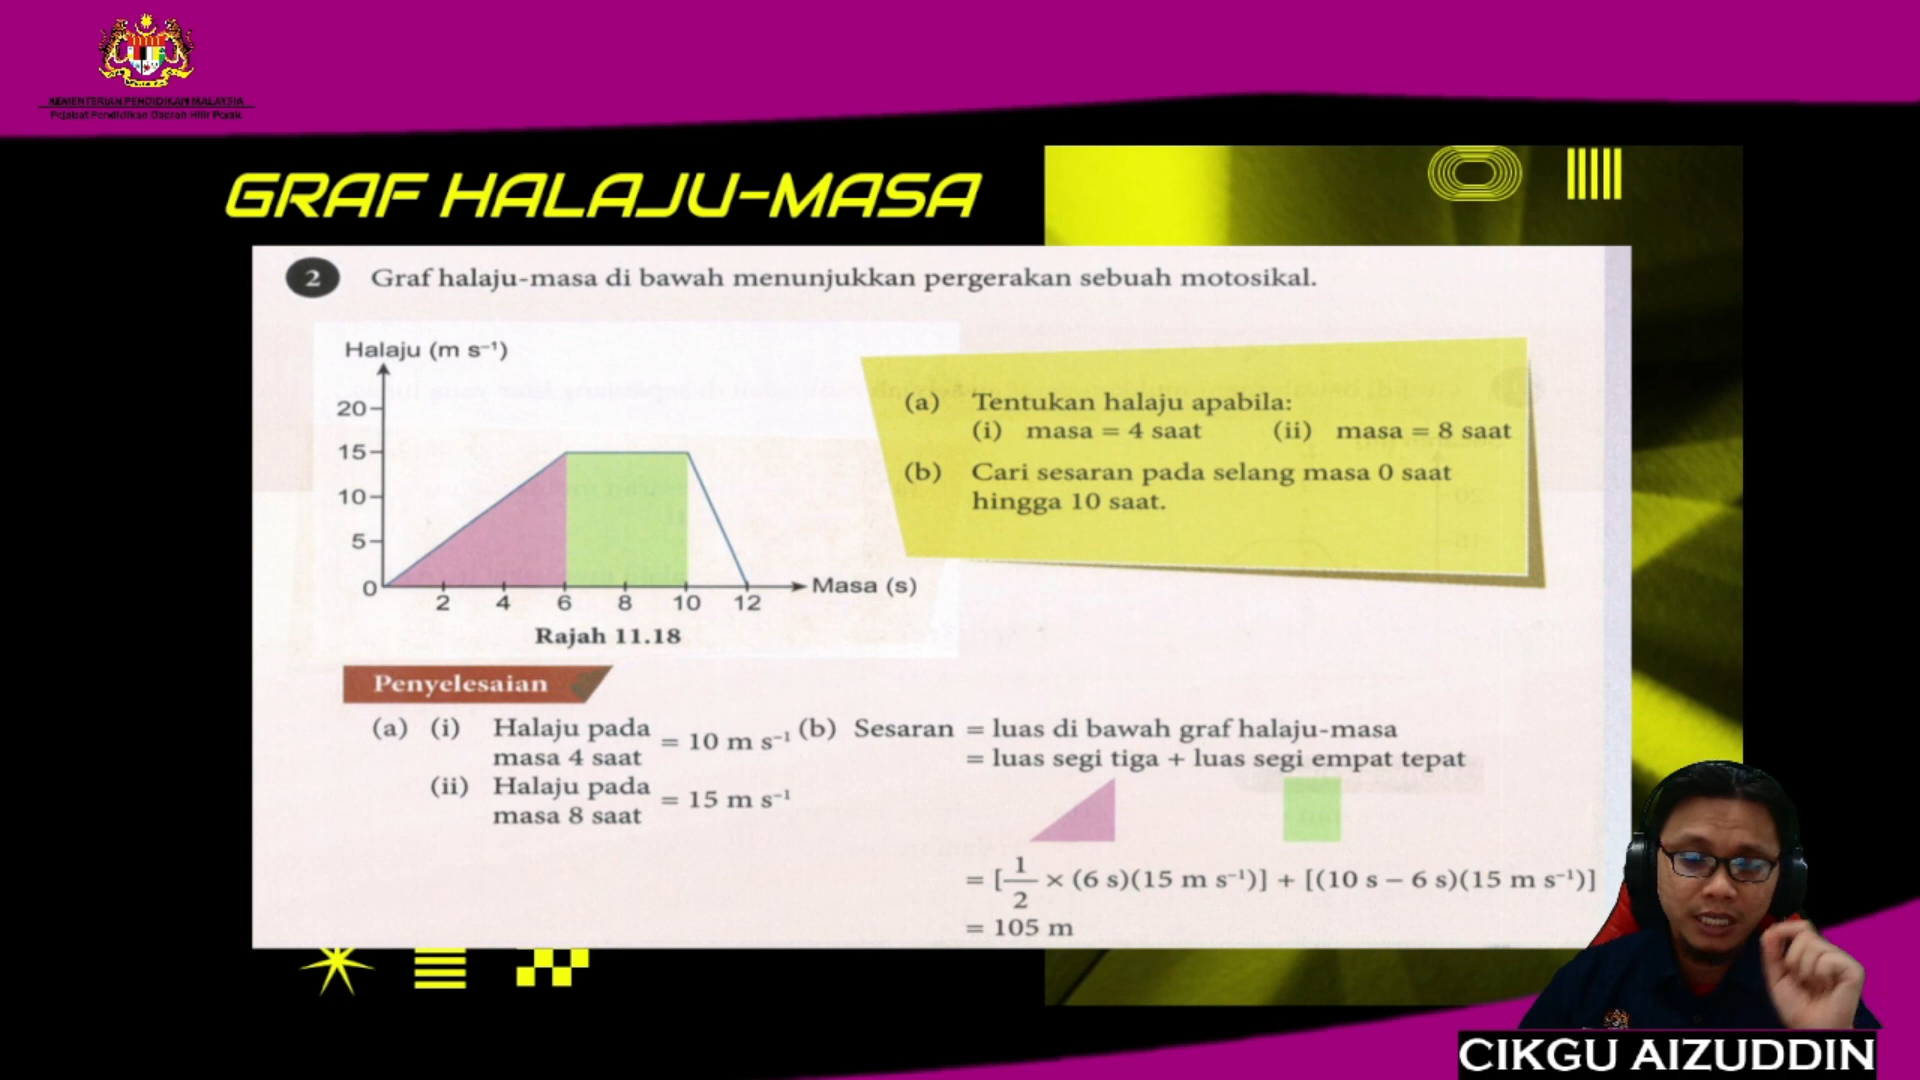 KEMENTERIAN PENDIDIKAN MALAYSIA
Pejabat Pendidikan Daerah Hilir Perak
GRAF HALAJU-MASA
2 Graf halaju-masa di bawah menunjukkan pergerakan sebuah motosikal.
Halaju (m s⁻¹)
20
15
10
5
0
2 4 6 8 10 12
Masa (s)
Rajah 11.18
(a) Tentukan halaju apabila:
(i) masa = 4 saat (ii) masa = 8 saat
(b) Cari sesaran pada selang masa 0 saat
hingga 10 saat.
Penyelesaian
(a) (i) Halaju pada
masa 4 saat = 10 m s⁻¹
(ii) Halaju pada
masa 8 saat = 15 m s⁻¹
(b) Sesaran = luas di bawah graf halaju-masa
= luas segi tiga + luas segi empat tepat
= [1/2 × (6 s)(15 m s⁻¹)] + [(10 s – 6 s)(15 m s⁻¹)]
= 105 m
CIKGU AIZUDDIN